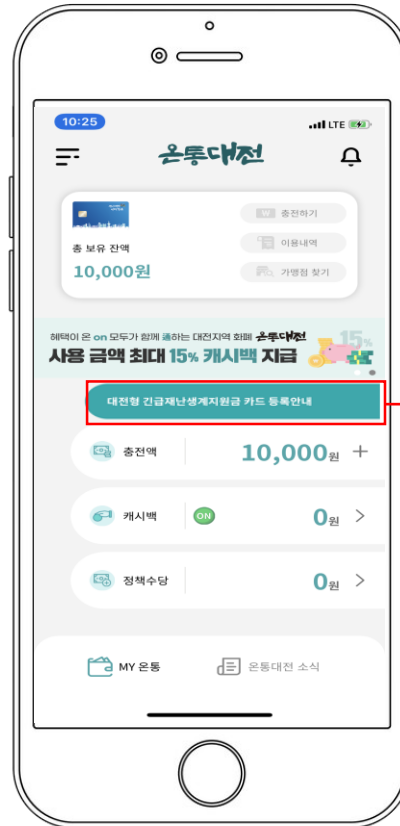 10:25
LTE
온통대전
총 보유 잔액
10,000원
W 충전하기
이용내역
가맹점 찾기
혜택이 온 on 모두가 함께 통하는 대전지역 화폐 온통대전
사용 금액 최대 15% 캐시백 지급
15%
대전형 긴급재난생계지원금 카드 등록안내
충전액
10,000원 +
캐시백
ON
0원 >
정책수당
0원 >
MY 온통
온통대전 소식